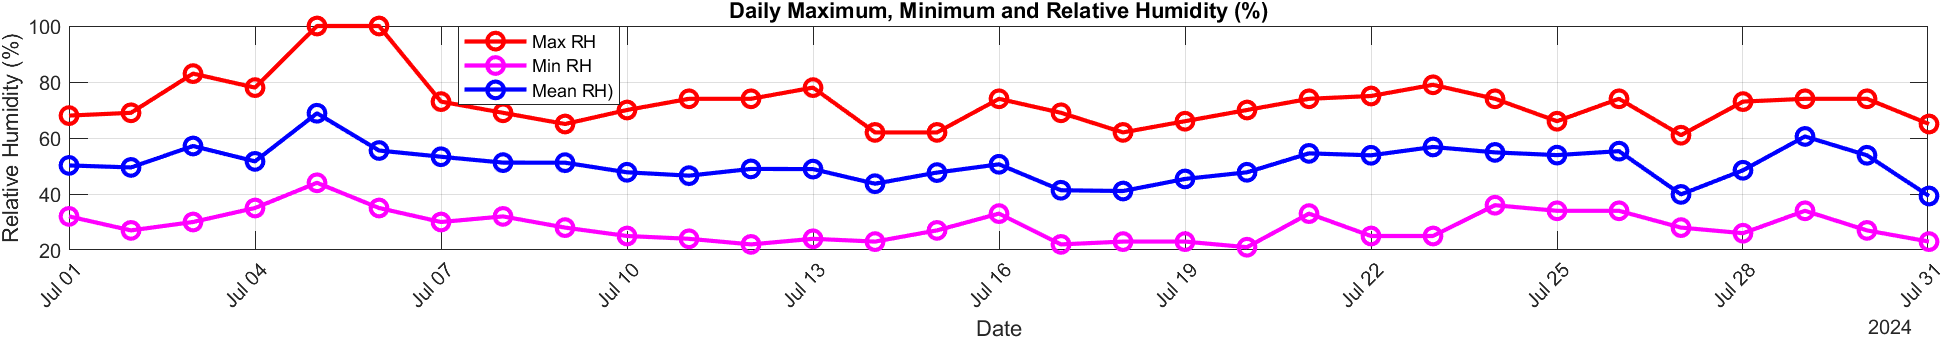 Daily Maximum, Minimum and Relative Humidity (%)
Relative Humidity (%)
100
80
60
40
20
Max RH
Min RH
Mean RH)
Jul 01
Jul 04
Jul 07
Jul 10
Jul 13
Jul 16
Jul 19
Jul 22
Jul 25
Jul 28
Jul 31
Date
2024